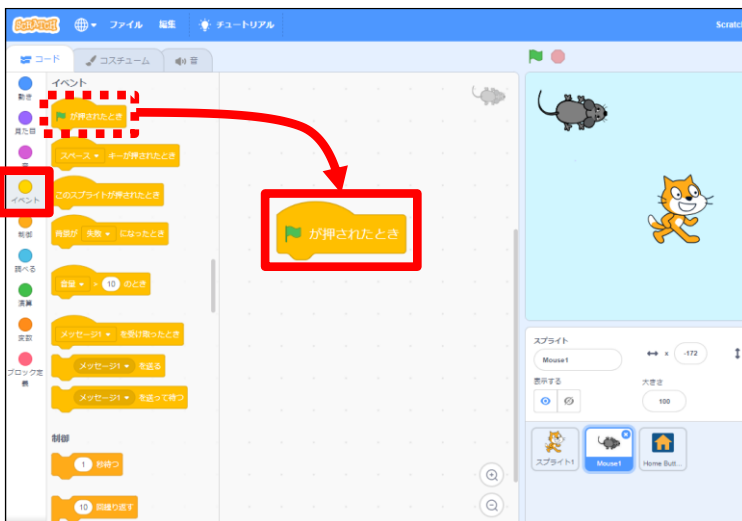 SCRATCH ファイル 編集 チュートリアル Scratch
コード コスチューム 音
動き
見た目
音
イベント
制御
調べる
演算
変数
ブロック定義
イベント
が押されたとき
スペース キーが押されたとき
このスプライトが押されたとき
背景が 失敗 になったとき
音量 > 10 のとき
メッセージ1 を受け取ったとき
メッセージ1 を送る
メッセージ1 を送って待つ
制御
1 秒待つ
10 回繰り返す
が押されたとき
スプライト
Mouse1 x -172
表示する 大きさ
100
スプライト1 Mouse1 Home Butt...